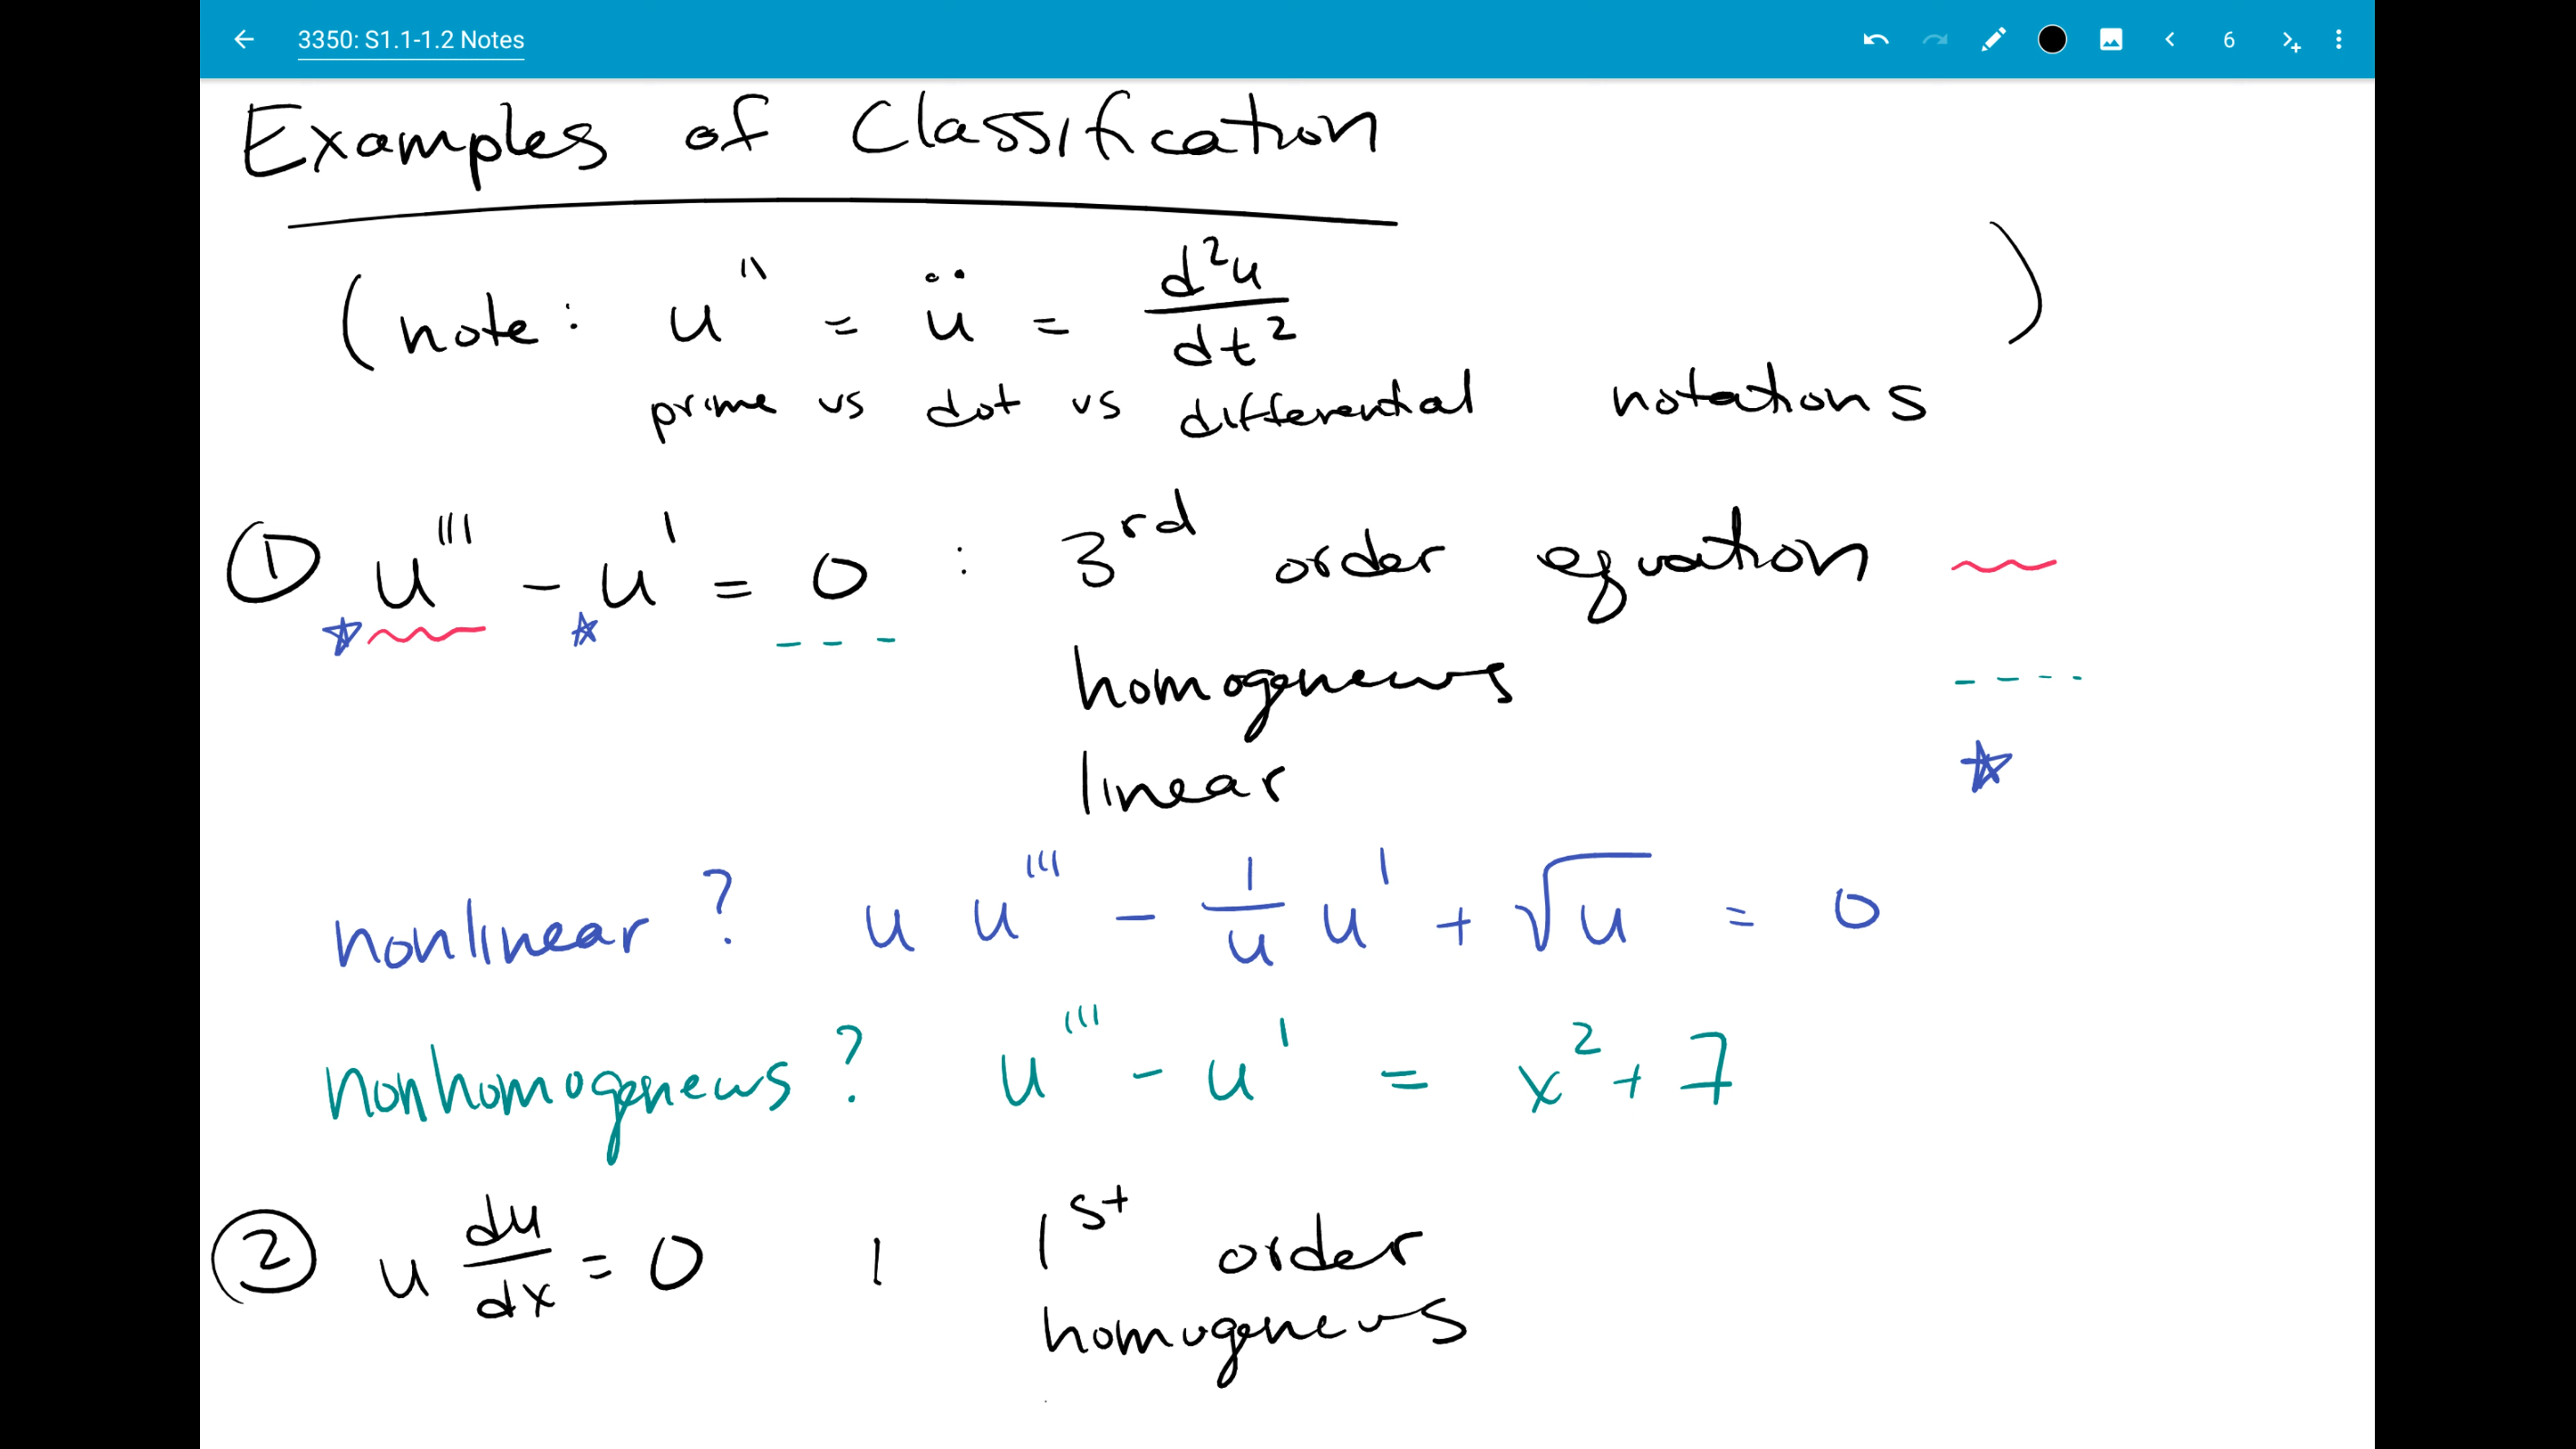 3350: S1.1-1.2 Notes
6
Examples of Classification
(note: u'' = ü = d²u/dt² )
prime vs dot vs differential notations
① u''' - u' = 0 : 3rd order equation
homogeneous
linear
nonlinear? u u''' - 1/u u' + √u = 0
nonhomogeneous? u''' - u' = x² + 7
② u du/dx = 0 : 1st order
homogeneous